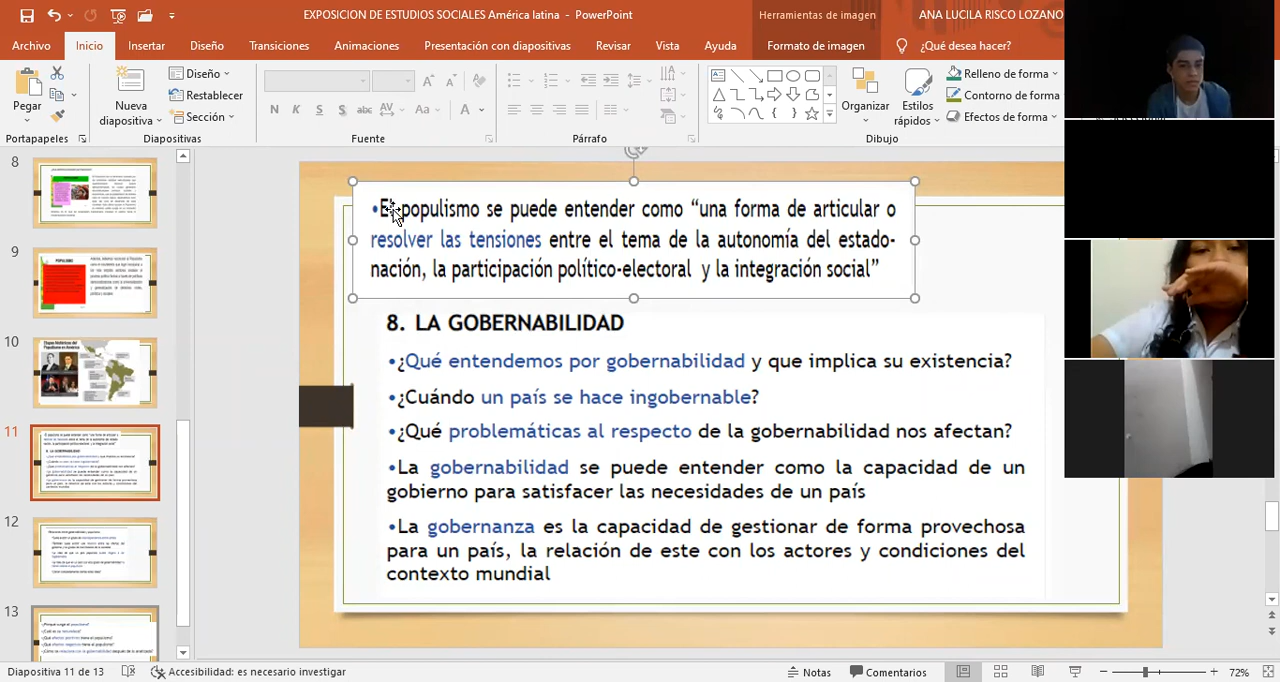 EXPOSICION DE ESTUDIOS SOCIALES América latina - PowerPoint
Herramientas de imagen
ANA LUCILA RISCO LOZANO
Archivo Inicio Insertar Diseño Transiciones Animaciones Presentación con diapositivas Revisar Vista Ayuda Formato de imagen ¿Qué desea hacer?
Pegar
Nueva diapositiva
Diseño
Restablecer
Sección
N K S S abc AV Aa A
Organizar
Estilos rápidos
Relleno de forma
Contorno de forma
Efectos de forma
Portapapeles Diapositivas Fuente Párrafo Dibujo
8
9
POPULISMO
10
11
12
13
•El populismo se puede entender como “una forma de articular o
resolver las tensiones entre el tema de la autonomía del estado-
nación, la participación político-electoral y la integración social”
8. LA GOBERNABILIDAD
•¿Qué entendemos por gobernabilidad y que implica su existencia?
•¿Cuándo un país se hace ingobernable?
•¿Qué problemáticas al respecto de la gobernabilidad nos afectan?
•La gobernabilidad se puede entender como la capacidad de un
gobierno para satisfacer las necesidades de un país
•La gobernanza es la capacidad de gestionar de forma provechosa
para un país, la relación de este con los actores y condiciones del
contexto mundial
Diapositiva 11 de 13
Accesibilidad: es necesario investigar
Notas
Comentarios
72%